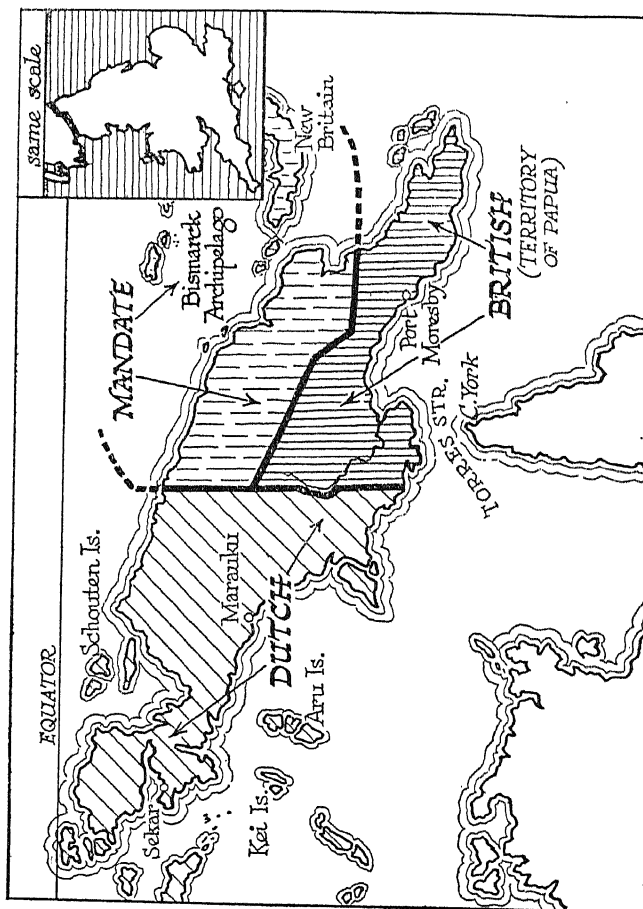 EQUATOR
same scale
Schouten Is.
MANDATE
Bismarck
Archipelago
New
Britain
Sekar
DUTCH
Marauku
Kei Is.
Aru Is.
Port
Moresby
BRITISH
(TERRITORY
OF PAPUA)
TORRES STR.
C. York